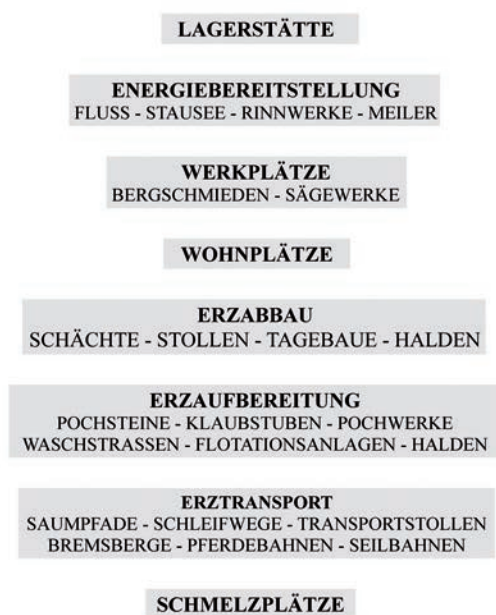 LAGERSTÄTTE
ENERGIEBEREITSTELLUNG
FLUSS - STAUSEE - RINNWERKE - MEILER
WERKPLÄTZE
BERGSCHMIEDEN - SÄGEWERKE
WOHNPLÄTZE
ERZABBAU
SCHÄCHTE - STOLLEN - TAGEBAUE - HALDEN
ERZAUFBEREITUNG
POCHSTEINE - KLAUBSTUBEN - POCHWERKE
WASCHSTRASSEN - FLOTATIONSANLAGEN - HALDEN
ERZTRANSPORT
SAUMPFADE - SCHLEIFWEGE - TRANSPORTSTOLLEN
BREMSBERGE - PFERDEBAHNEN - SEILBAHNEN
SCHMELZPLÄTZE